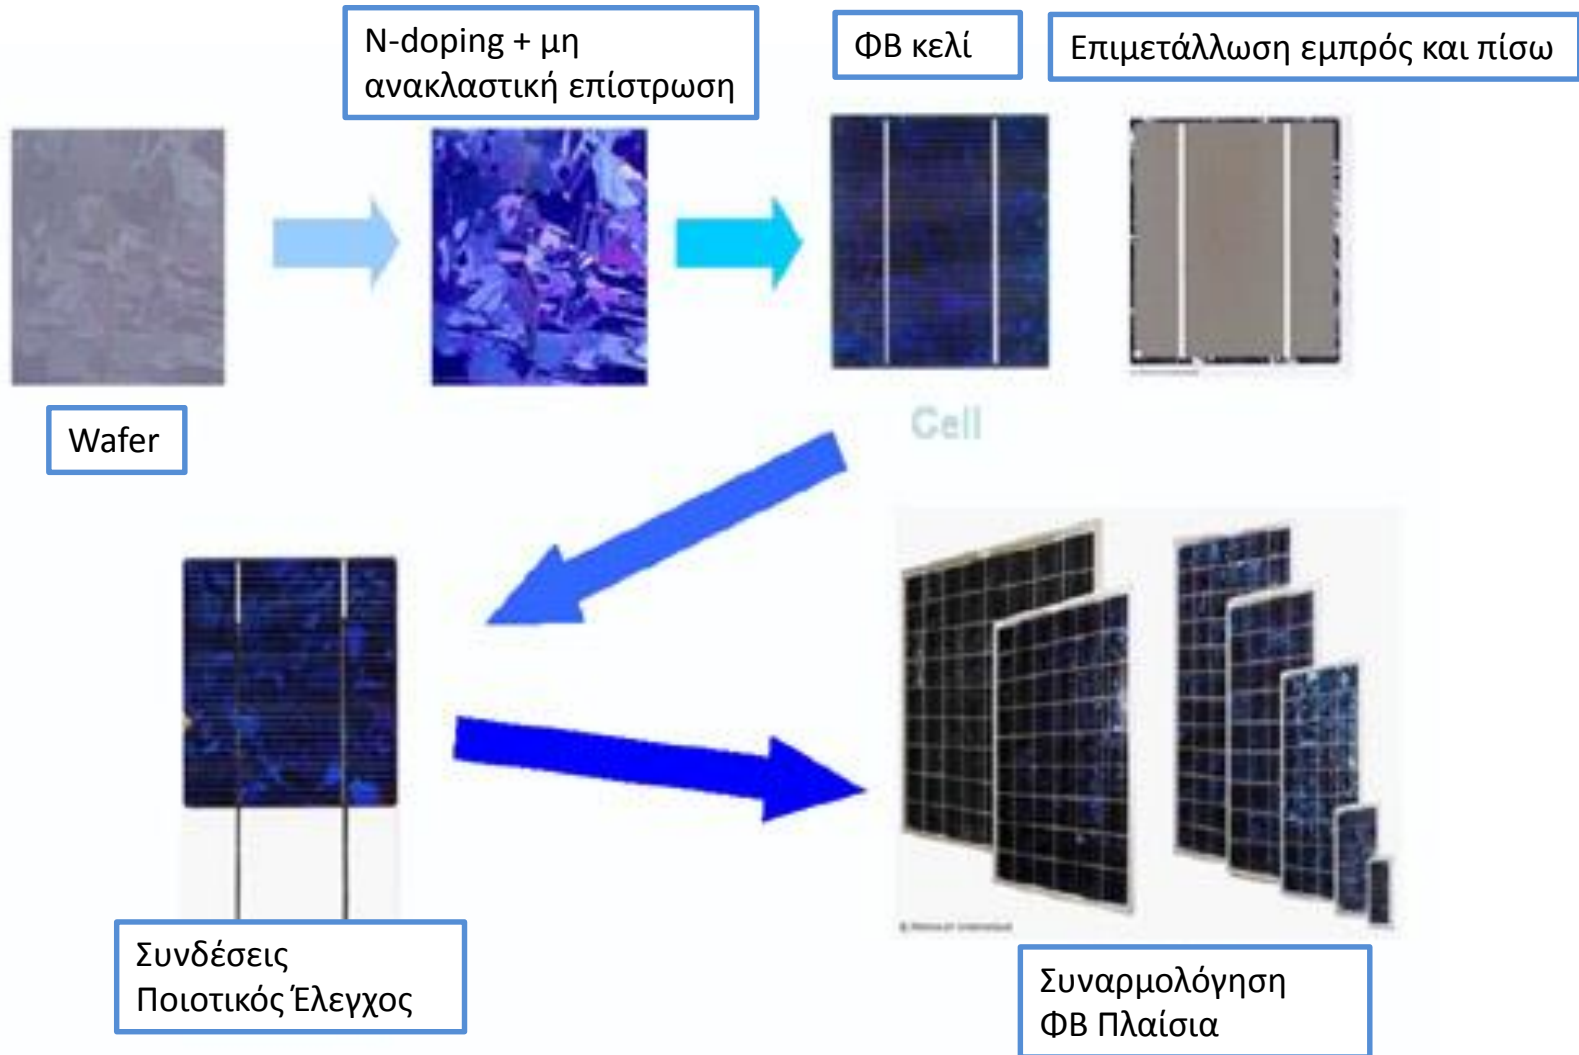 N-doping + μη
ανακλαστική επίστρωση
ΦΒ κελί
Επιμετάλλωση εμπρός και πίσω
Wafer
Cell
Συνδέσεις
Ποιοτικός Έλεγχος
Συναρμολόγηση
ΦΒ Πλαίσια